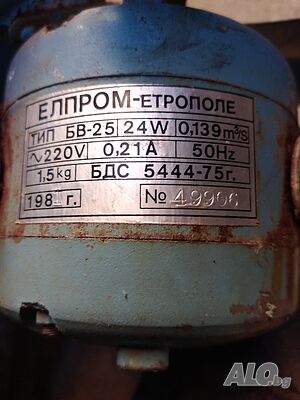 ЕЛПРОМ-ЕТРОПОЛЕ
ТИП БВ-25 24W 0,139m³/S
~220V 0,21A 50Hz
1,5kg БДС 5444-75г.
198 г. № 49906
ALO.bg